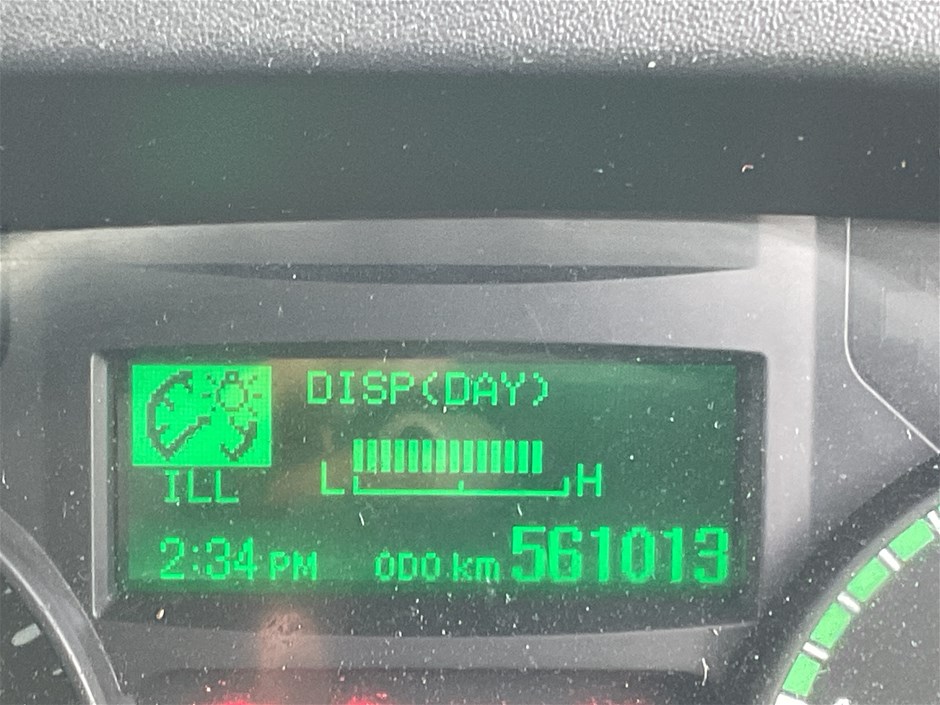 DISP(DAY)
L H
ILL
2:34 PM ODO km 561013